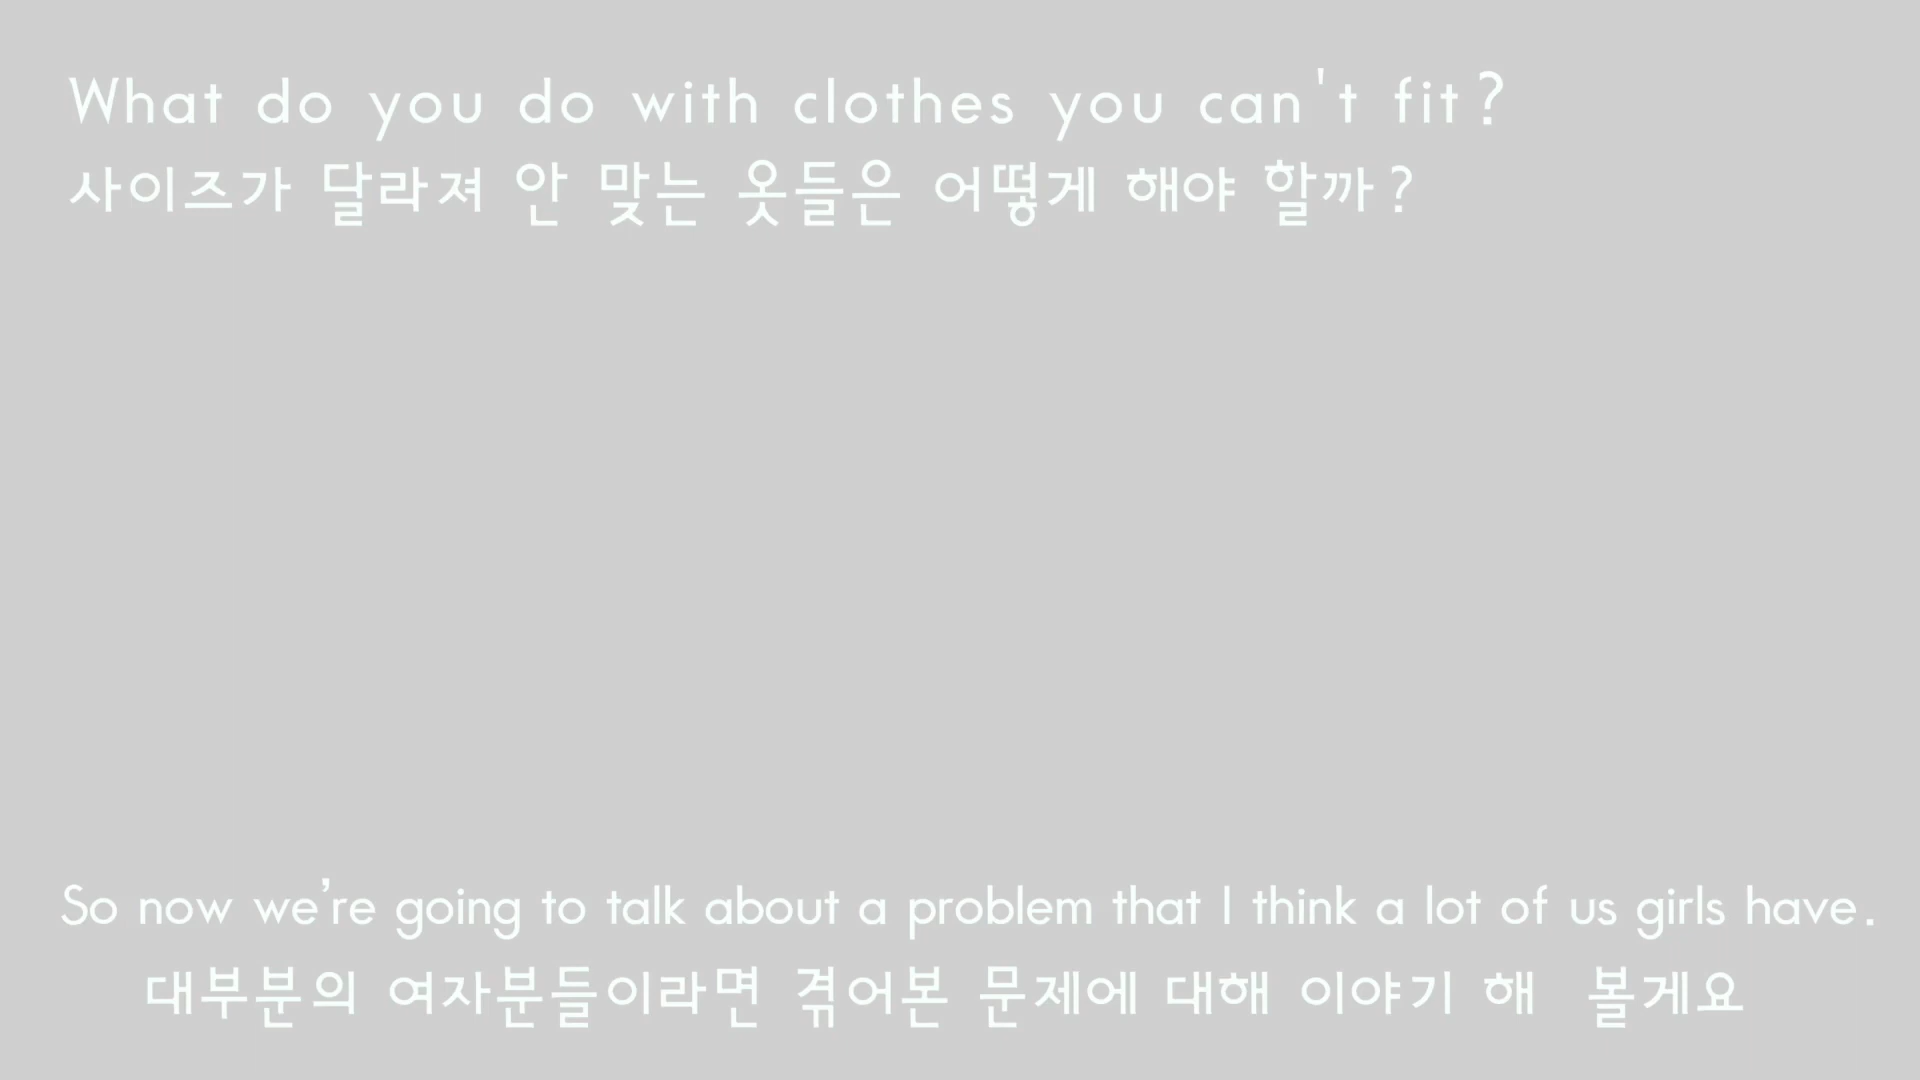 What do you do with clothes you can't fit?
사이즈가 달라져 안 맞는 옷들은 어떻게 해야 할까?
So now we’re going to talk about a problem that I think a lot of us girls have.
대부분의 여자분들이라면 겪어본 문제에 대해 이야기 해 볼게요